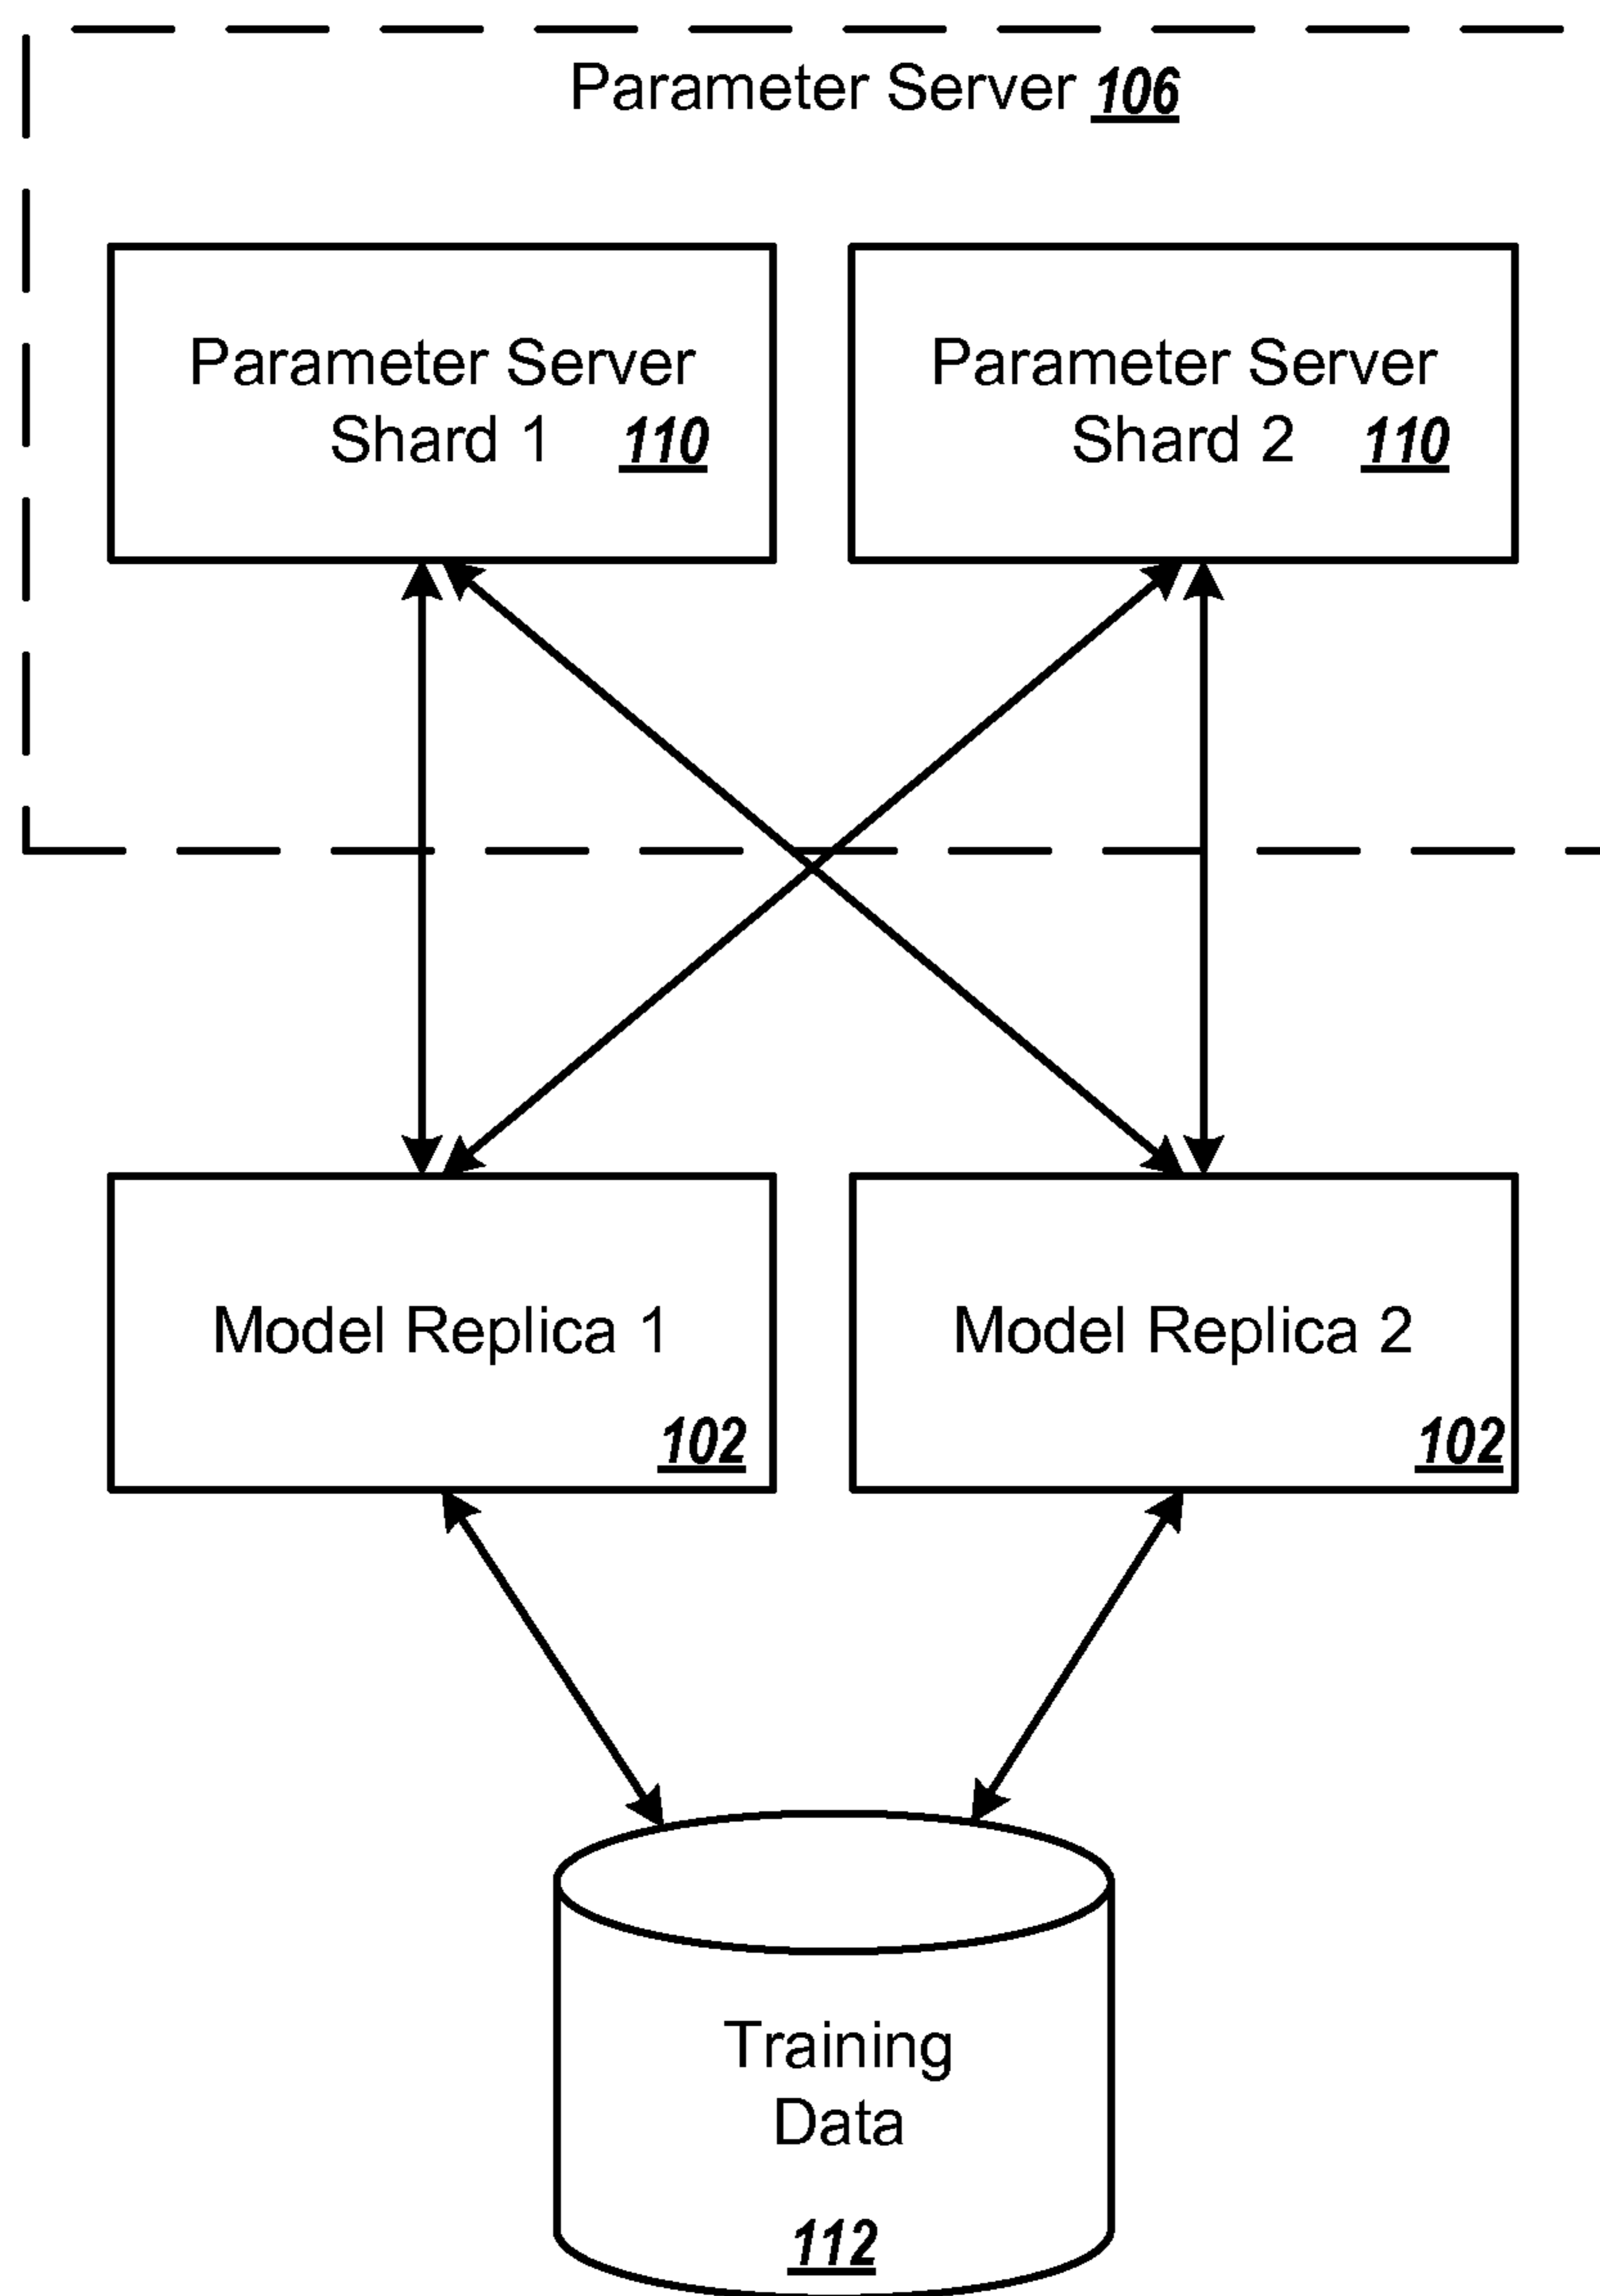 Parameter Server 106
Parameter Server
Shard 1 110
Parameter Server
Shard 2 110
Model Replica 1
102
Model Replica 2
102
Training
Data
112